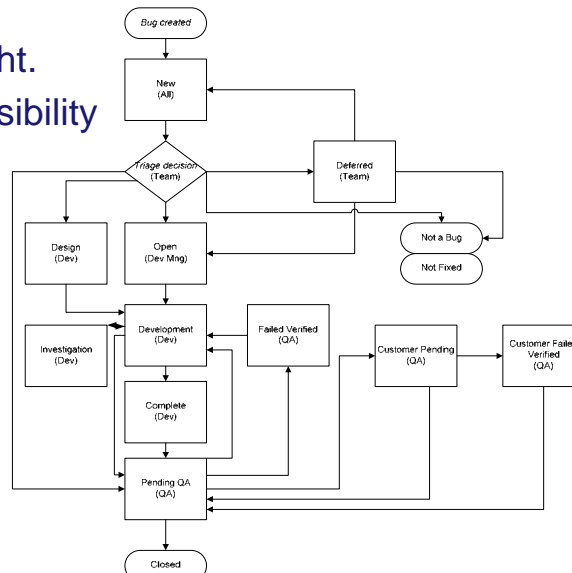 ht.
sibility
Bug created
New
(All)
Triage decision
(Team)
Deferred
(Team)
Design
(Dev)
Open
(Dev Mng)
Not a Bug
Not Fixed
Development
(Dev)
Failed Verified
(QA)
Investigation
(Dev)
Customer Pending
(QA)
Customer Failed
Verified
(QA)
Complete
(Dev)
Pending QA
(QA)
Closed